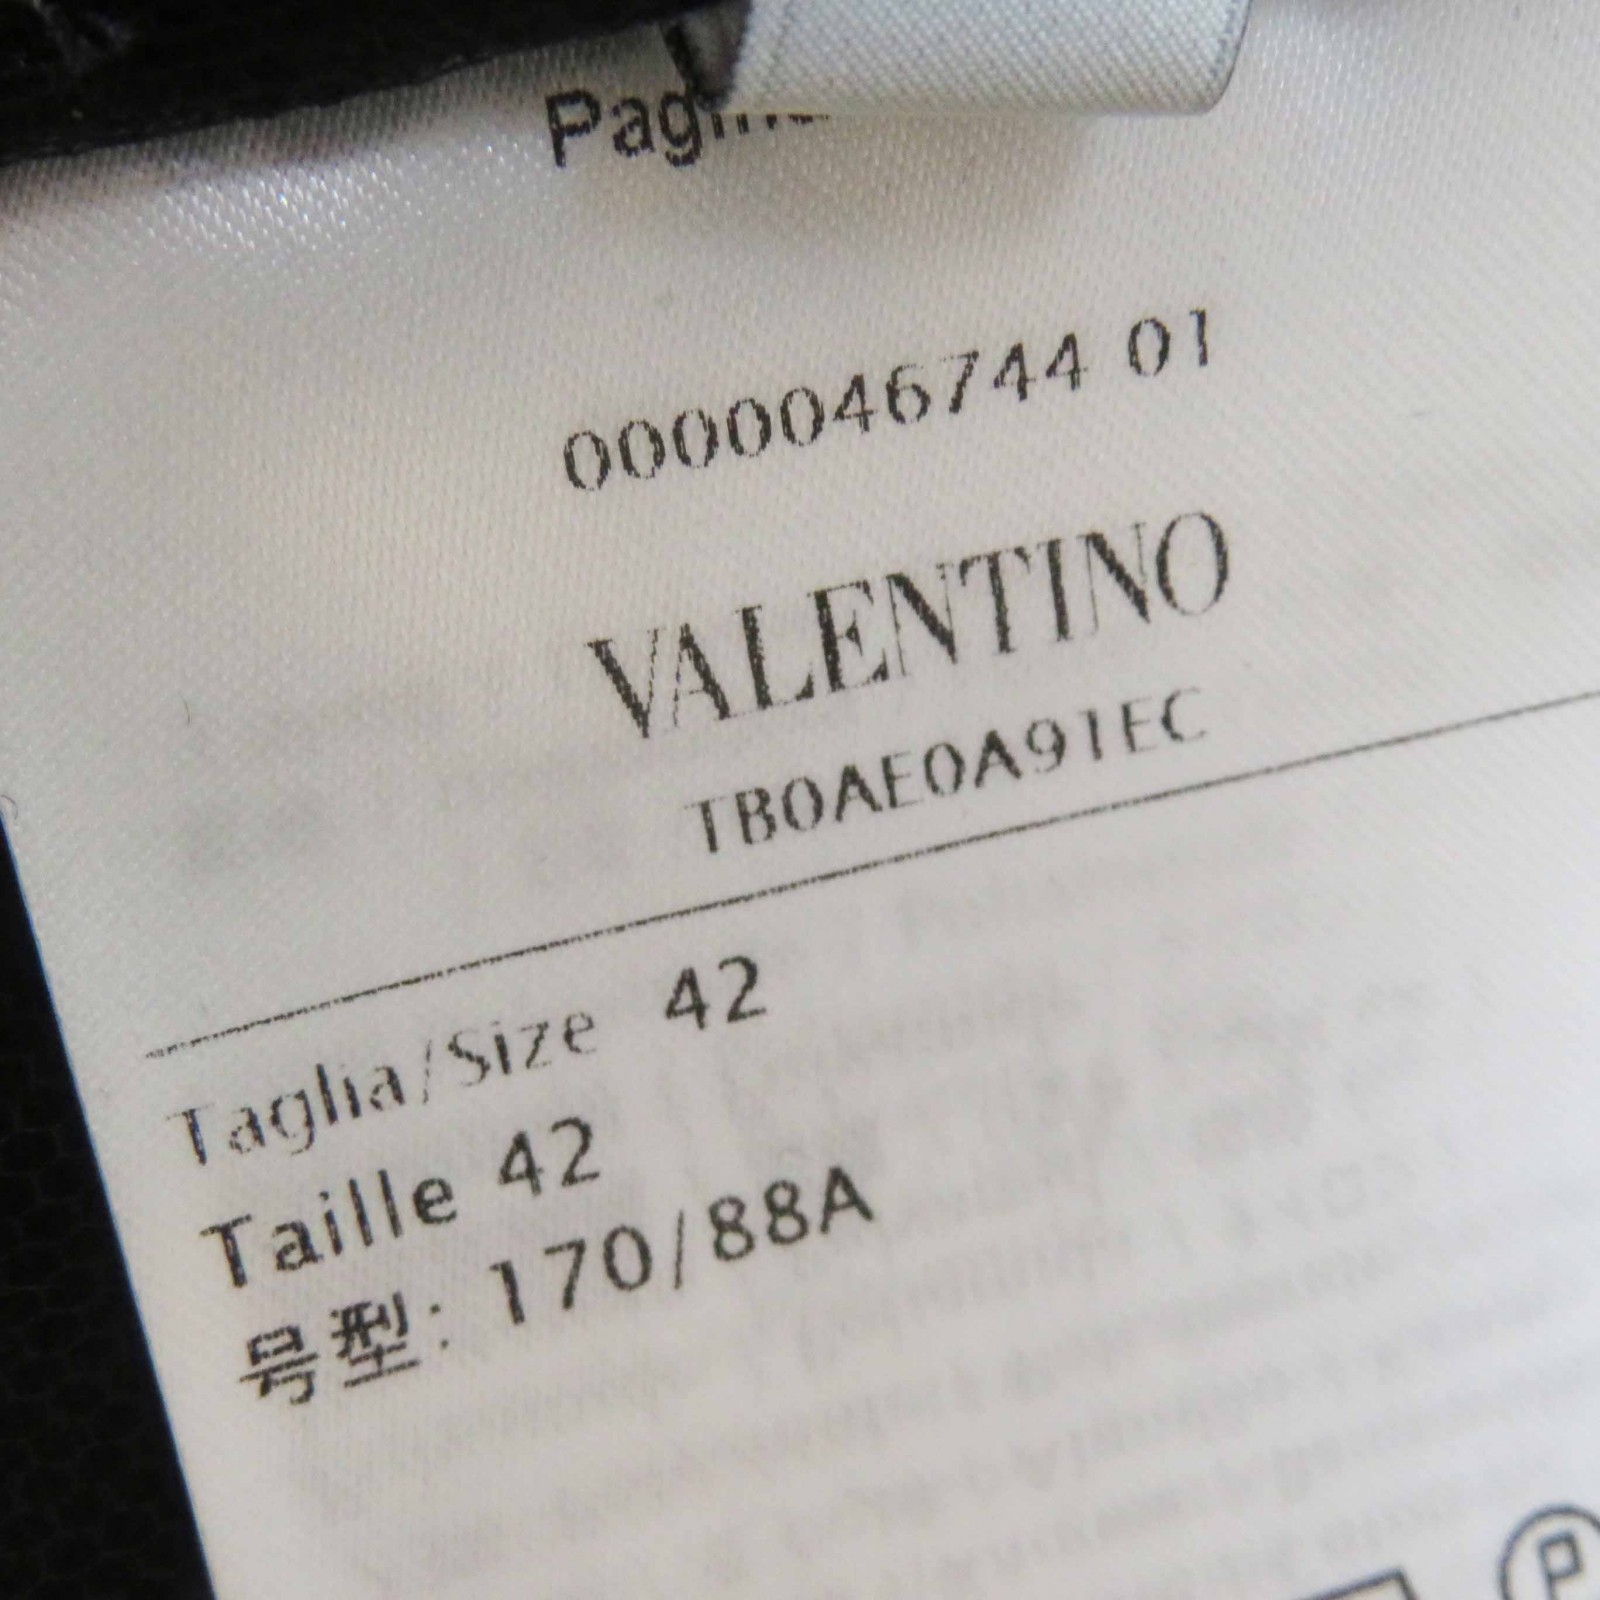 0000046744 01
VALENTINO
TB0AE0A91EC
Taglia/Size 42
Taille 42
号型: 170/88A
P